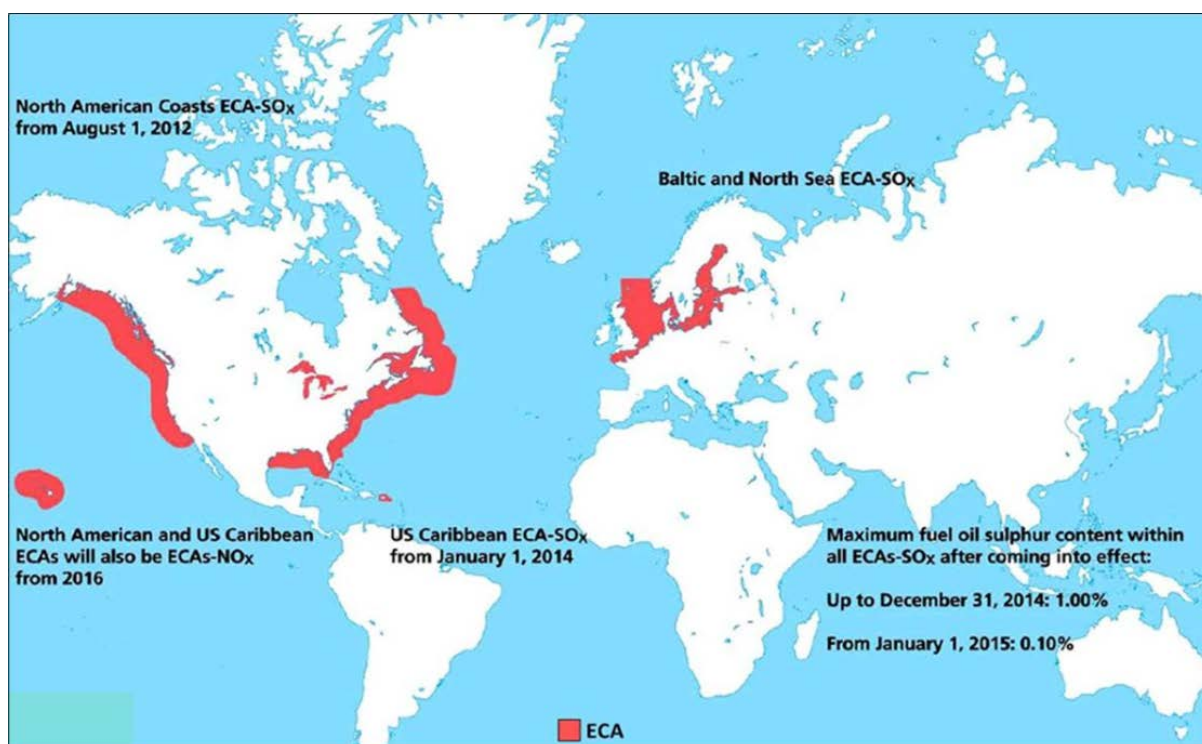 North American Coasts ECA-SOx
from August 1, 2012
Baltic and North Sea ECA-SOx
North American and US Caribbean
ECAs will also be ECAs-NOx
from 2016
US Caribbean ECA-SOx
from January 1, 2014
Maximum fuel oil sulphur content within
all ECAs-SOx after coming into effect:
Up to December 31, 2014: 1.00%
From January 1, 2015: 0.10%
ECA